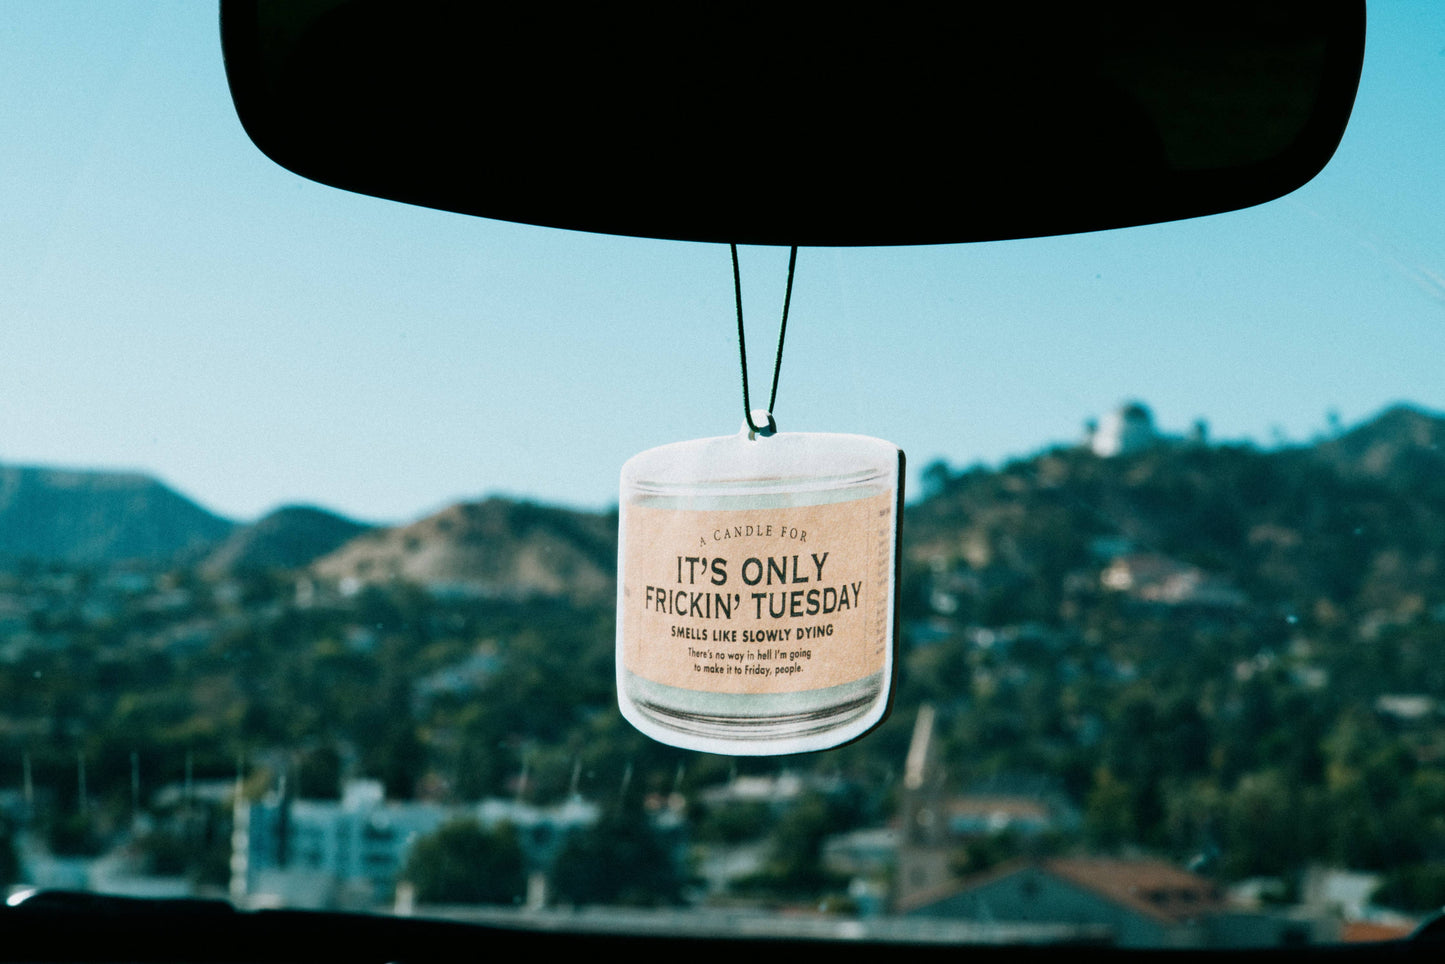 A CANDLE FOR
IT'S ONLY
FRICKIN' TUESDAY
SMELLS LIKE SLOWLY DYING
There's no way in hell I'm going
to make it to Friday, people.